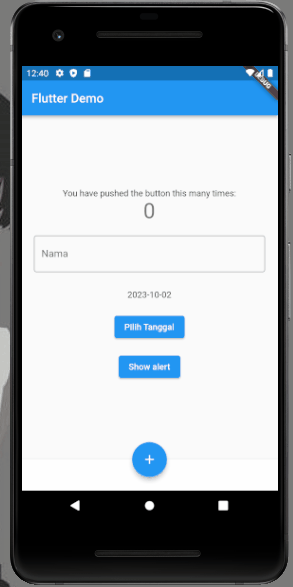 12:40
DEBUG
Flutter Demo
You have pushed the button this many times:
0
Nama
2023-10-02
Pilih Tanggal
Show alert